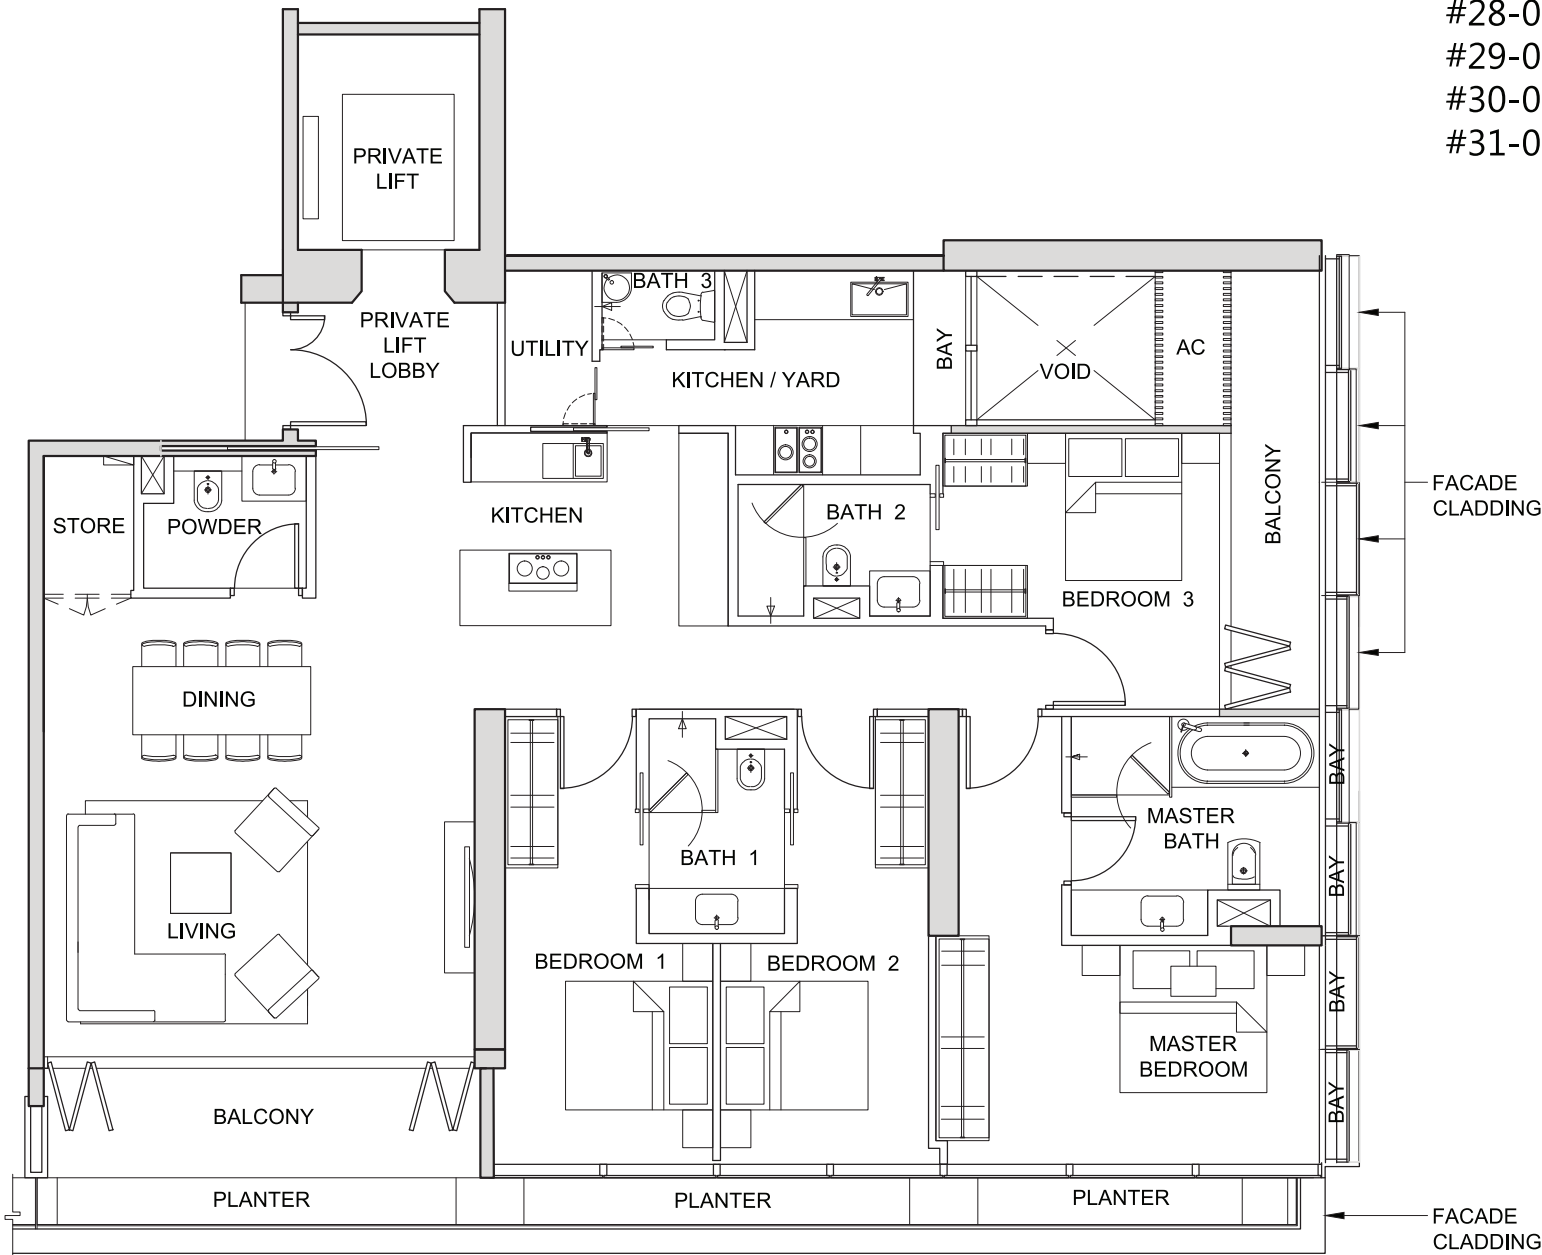 #28-0
#29-0
#30-0
#31-0
PRIVATE
LIFT
PRIVATE
LIFT
LOBBY
BATH 3
UTILITY
KITCHEN / YARD
BAY
VOID
AC
BALCONY
FACADE
CLADDING
STORE
POWDER
KITCHEN
BATH 2
BEDROOM 3
DINING
BAY
MASTER
BATH
BATH 1
BAY
LIVING
BEDROOM 1
BEDROOM 2
BAY
MASTER
BEDROOM
BAY
BALCONY
PLANTER
PLANTER
PLANTER
FACADE
CLADDING